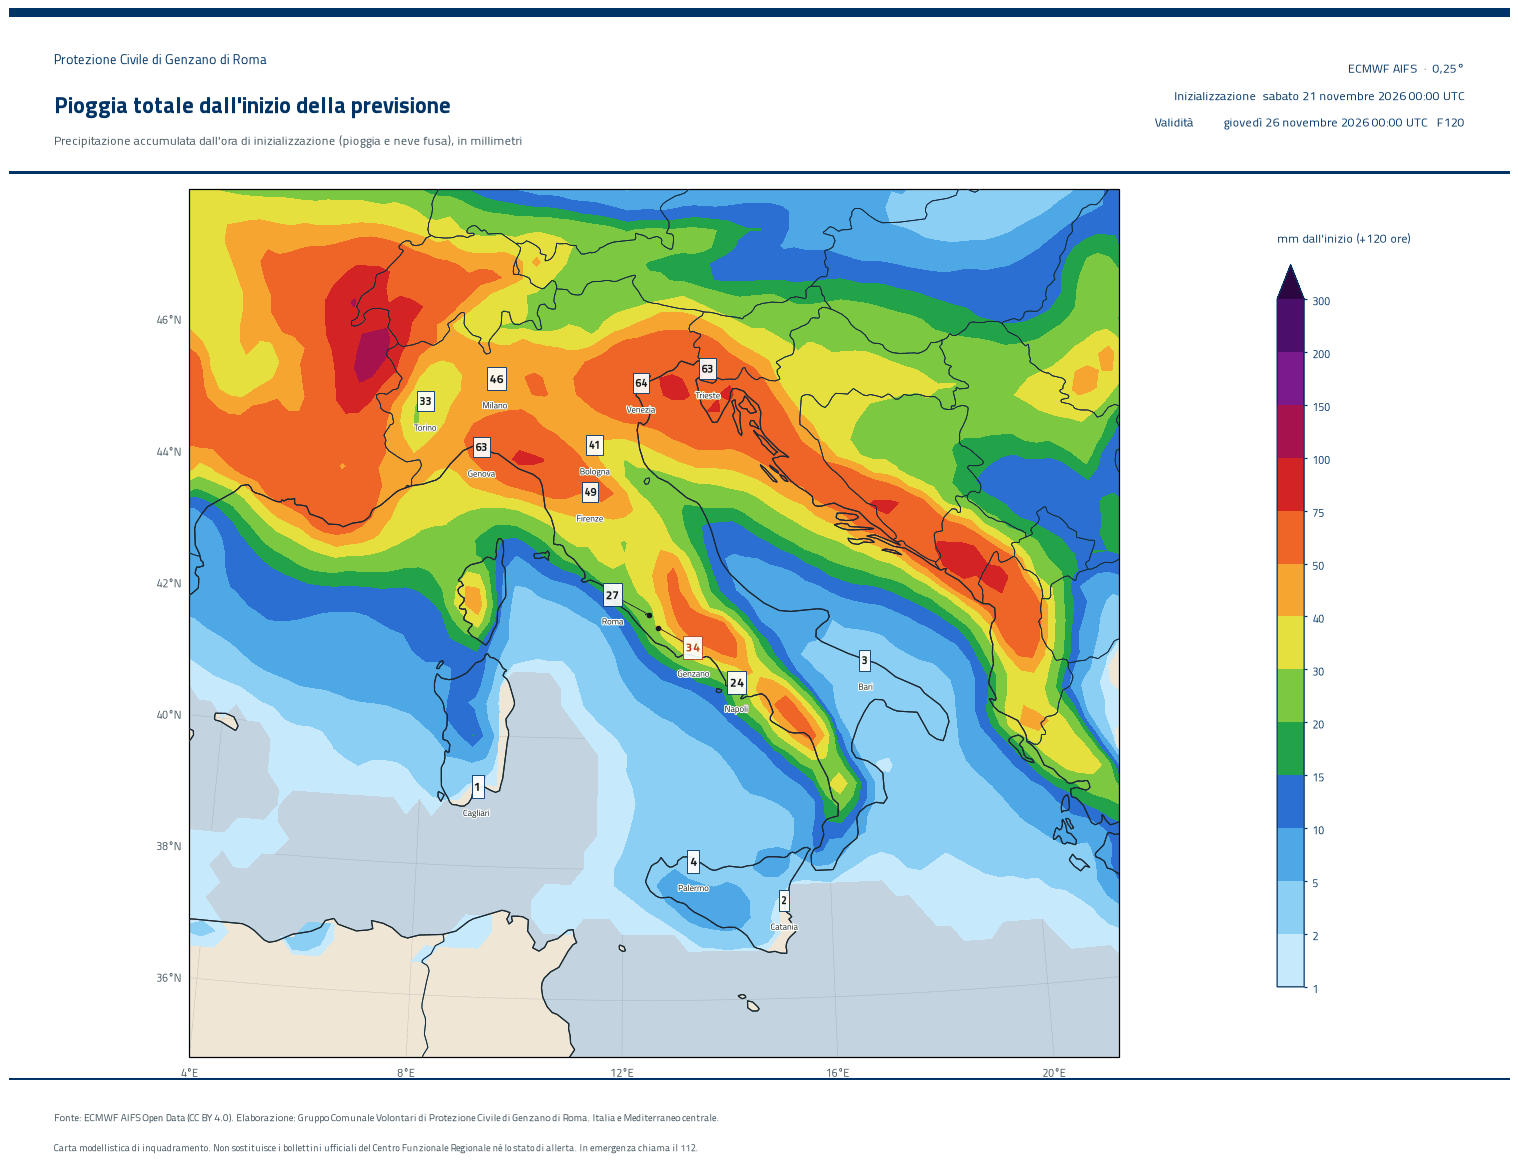 Protezione Civile di Genzano di Roma
Pioggia totale dall'inizio della previsione
Precipitazione accumulata dall'ora di inizializzazione (pioggia e neve fusa), in millimetri
ECMWF AIFS · 0,25°
Inizializzazione sabato 21 novembre 2026 00:00 UTC
Validità giovedì 26 novembre 2026 00:00 UTC F120
mm dall'inizio (+120 ore)
300
200
150
100
75
50
40
30
20
15
10
5
2
1
46°N
44°N
42°N
40°N
38°N
36°N
4°E
8°E
12°E
16°E
20°E
33
Torino
46
Milano
64
Venezia
63
Trieste
63
Genova
41
Bologna
49
Firenze
27
Roma
34
Genzano
24
Napoli
3
Bari
1
Cagliari
4
Palermo
2
Catania
Fonte: ECMWF AIFS Open Data (CC BY 4.0). Elaborazione: Gruppo Comunale Volontari di Protezione Civile di Genzano di Roma. Italia e Mediterraneo centrale.
Carta modellistica di inquadramento. Non sostituisce i bollettini ufficiali del Centro Funzionale Regionale né lo stato di allerta. In emergenza chiama il 112.